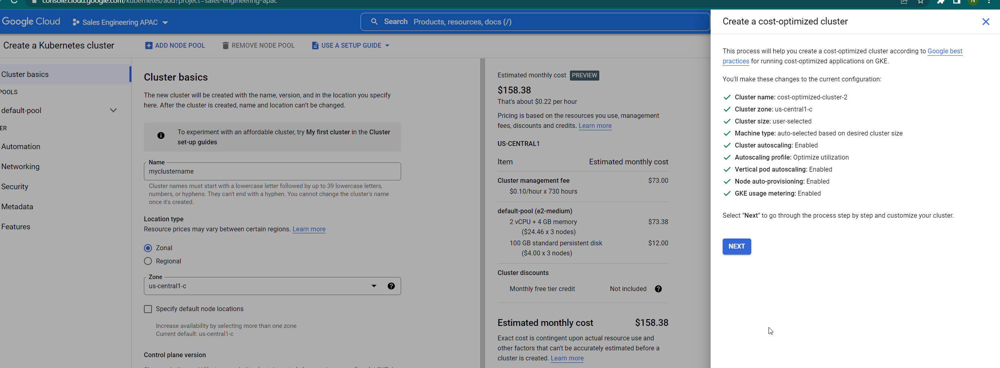 console.cloud.google.com/kubernetes/add?project=sales-engineering-apac
N
Google Cloud
Sales Engineering APAC
Search Products, resources, docs (/)
Create a Kubernetes cluster
ADD NODE POOL
REMOVE NODE POOL
USE A SETUP GUIDE
Cluster basics
POOLS
default-pool
ER
Automation
Networking
Security
Metadata
Features
Cluster basics
The new cluster will be created with the name, version, and in the location you specify
here. After the cluster is created, name and location can't be changed.
To experiment with an affordable cluster, try My first cluster in the Cluster
set-up guides
Name
myclustername
Cluster names must start with a lowercase letter followed by up to 39 lowercase letters,
numbers, or hyphens. They can't end with a hyphen. You cannot change the cluster's name
once it's created.
Location type
Resource prices may vary between certain regions. Learn more
Zonal
Regional
Zone
us-central1-c
Specify default node locations
Increase availability by selecting more than one zone
Current default: us-central1-c
Control plane version
Estimated monthly cost PREVIEW
$158.38
That's about $0.22 per hour
Pricing is based on the resources you use, management
fees, discounts and credits. Learn more
US-CENTRAL1
Item Estimated monthly cost
Cluster management fee $73.00
$0.10/hour x 730 hours
default-pool (e2-medium)
2 vCPU + 4 GB memory $73.38
($24.46 x 3 nodes)
100 GB standard persistent disk $12.00
($4.00 x 3 nodes)
Cluster discounts
Monthly free tier credit Not included
Estimated monthly cost $158.38
Exact cost is contingent upon actual resource use and
other factors that can't be accurately estimated before a
cluster is created. Learn more
Create a cost-optimized cluster
This process will help you create a cost-optimized cluster according to Google best
practices for running cost-optimized applications on GKE.
You'll make these changes to the current configuration:
Cluster name: cost-optimized-cluster-2
Cluster zone: us-central1-c
Cluster size: user-selected
Machine type: auto-selected based on desired cluster size
Cluster autoscaling: Enabled
Autoscaling profile: Optimize utilization
Vertical pod autoscaling: Enabled
Node auto-provisioning: Enabled
GKE usage metering: Enabled
Select "Next" to go through the process step by step and customize your cluster.
NEXT